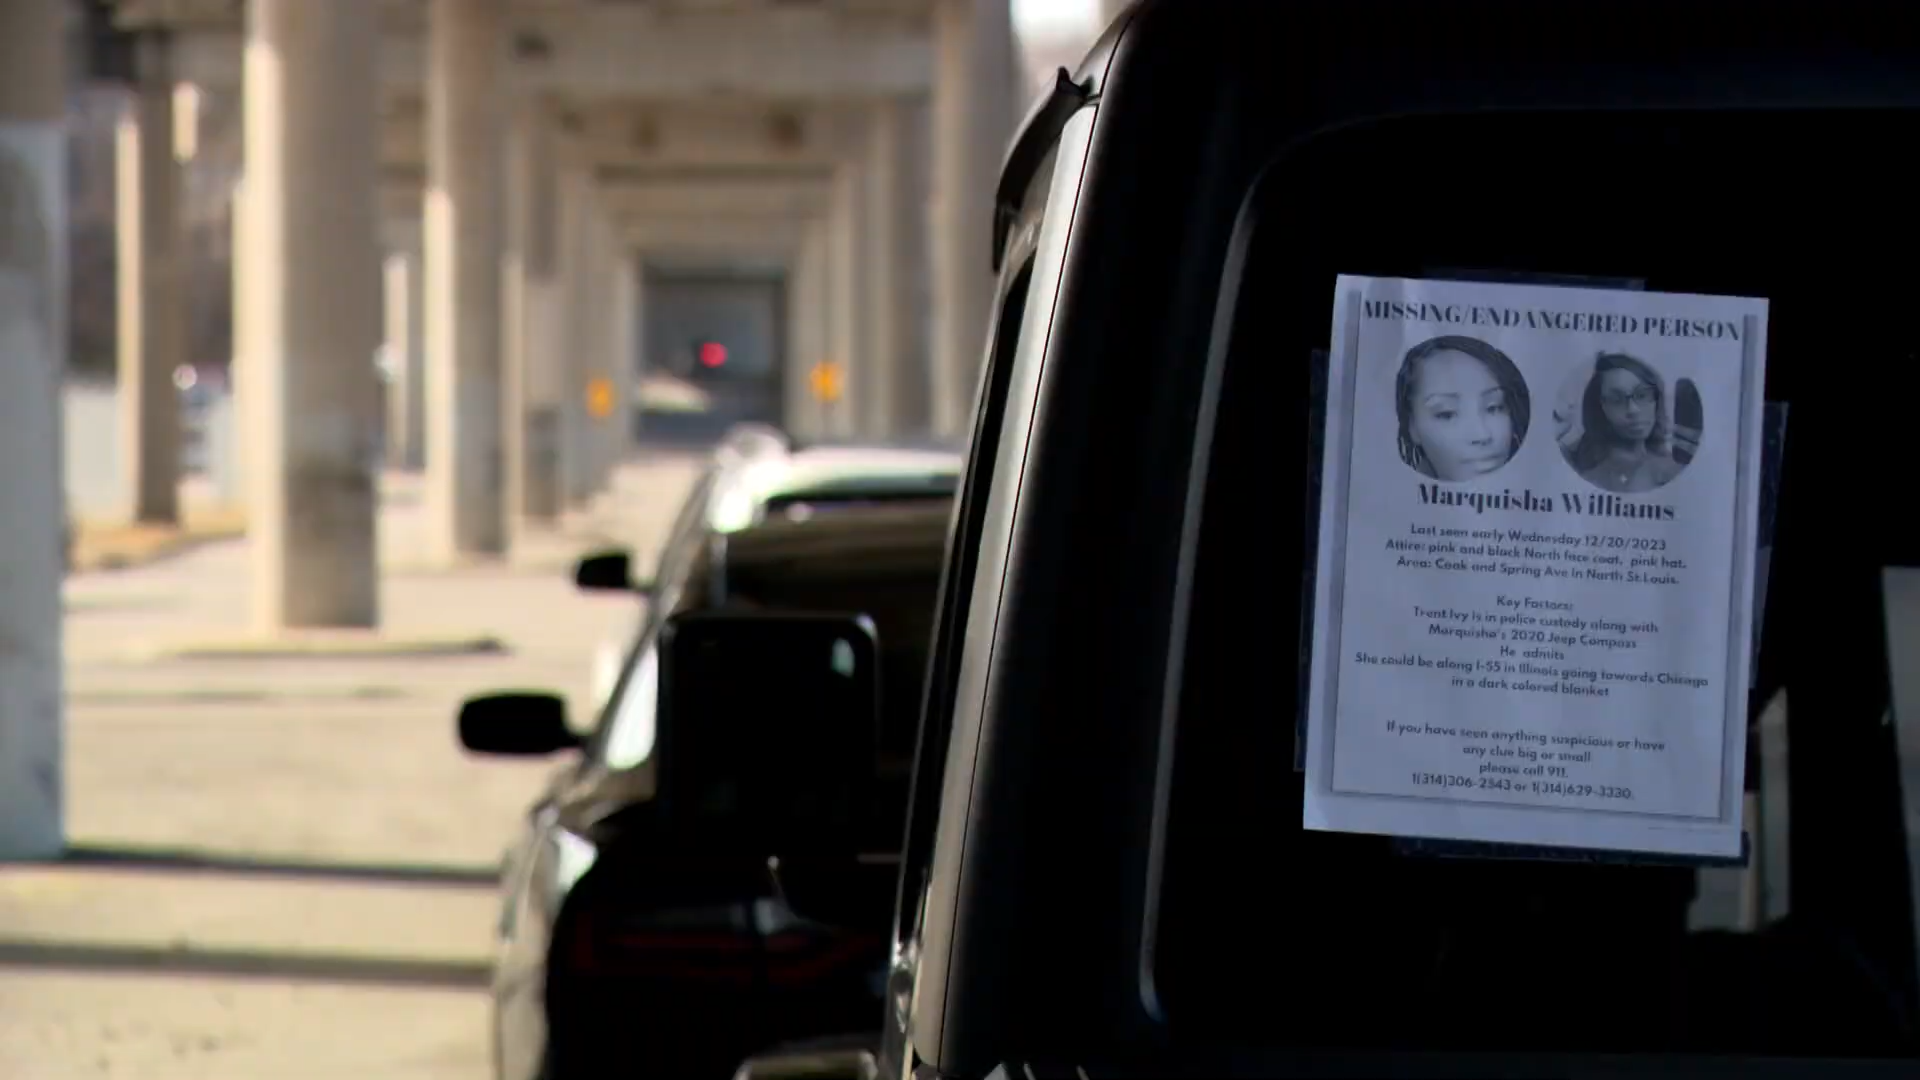 MISSING/ENDANGERED PERSON
Marquisha Williams
Last seen early Wednesday 12/20/2023
Attire: pink and black North face coat, pink hat.
Area: Cook and Spring Ave in North St.Louis.
Key Factors:
Trent Ivy is in police custody along with
Marquisha's 2020 Jeep Compass
He admits
She could be along I-55 in Illinois going towards Chicago
in a dark colored blanket
If you have seen anything suspicious or have
any clue big or small
please call 911.
1(314)306-2543 or 1(314)629-3330.